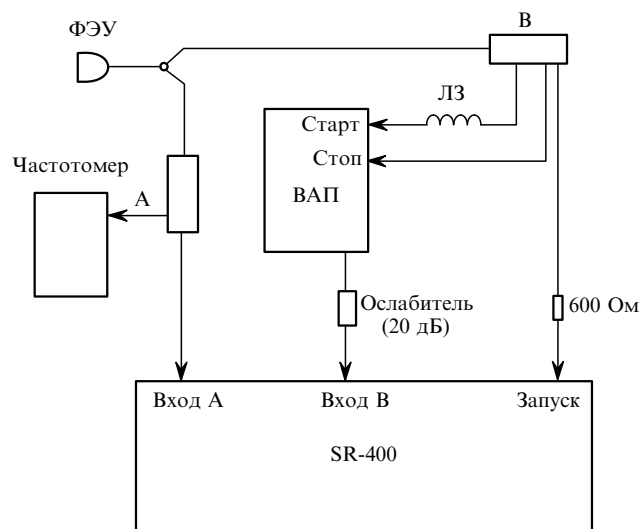 ФЭУ
В
ЛЗ
Старт
Стоп
ВАП
Частотомер
А
Ослабитель
(20 дБ)
600 Ом
Вход А
Вход В
Запуск
SR-400